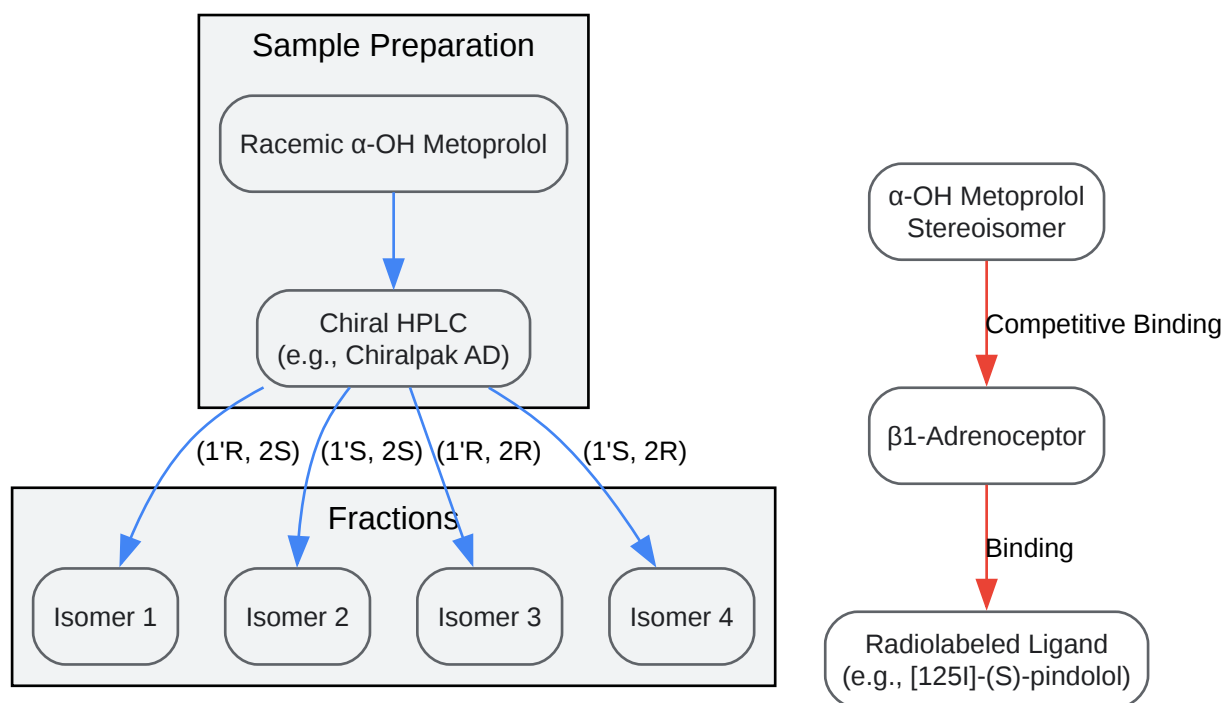 Sample Preparation
Racemic α-OH Metoprolol
Chiral HPLC
(e.g., Chiralpak AD)
(1'R, 2S)
(1'S, 2S)
(1'R, 2R)
(1'S, 2R)
Fractions
Isomer 1
Isomer 2
Isomer 3
Isomer 4
α-OH Metoprolol
Stereoisomer
Competitive Binding
β1-Adrenoceptor
Binding
Radiolabeled Ligand
(e.g., [125I]-(S)-pindolol)